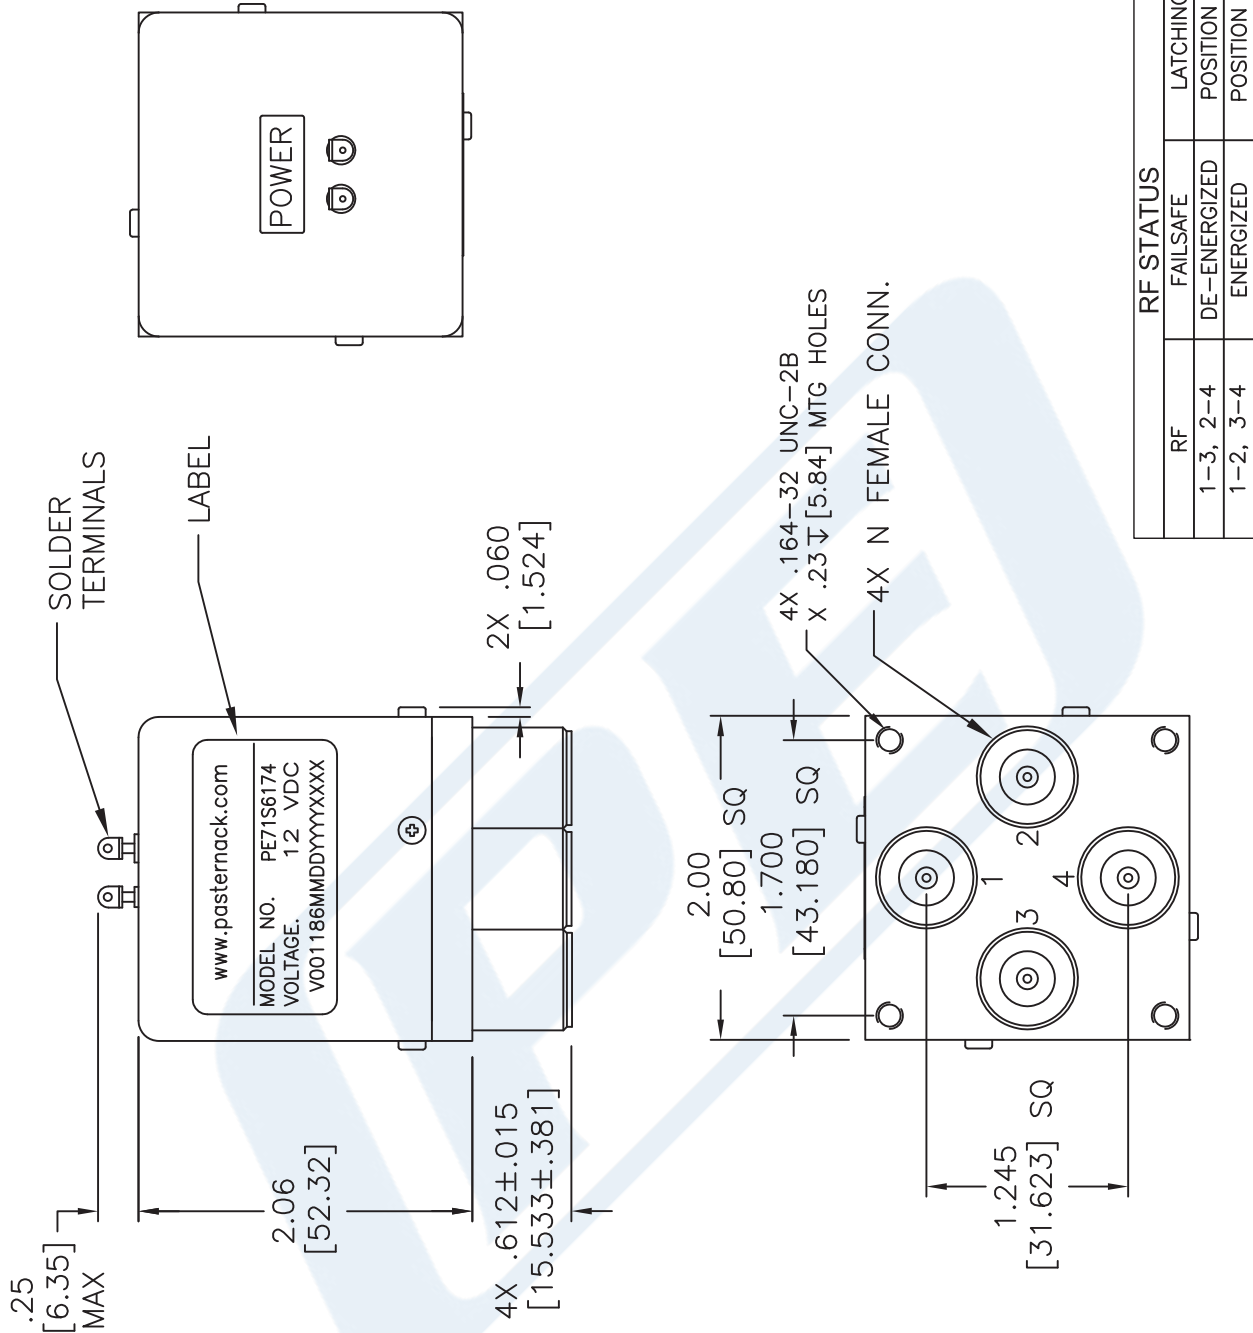 .25
[6.35]
MAX
SOLDER
TERMINALS
LABEL
POWER
www.pasternack.com
MODEL NO. PE71S6174
VOLTAGE. 12 VDC
V001186MMDDYYYYXXXX
2.06
[52.32]
4X .612±.015
[15.533±.381]
2X .060
[1.524]
4X .164-32 UNC-2B
X .23↧[5.84] MTG HOLES
4X N FEMALE CONN.
2.00
[50.80] SQ
1.700
[43.180] SQ
1
2
3
4
1.245
[31.623] SQ
RF STATUS
RF FAILSAFE LATCHING
1-3, 2-4 DE-ENERGIZED POSITION
1-2, 3-4 ENERGIZED POSITION
PE